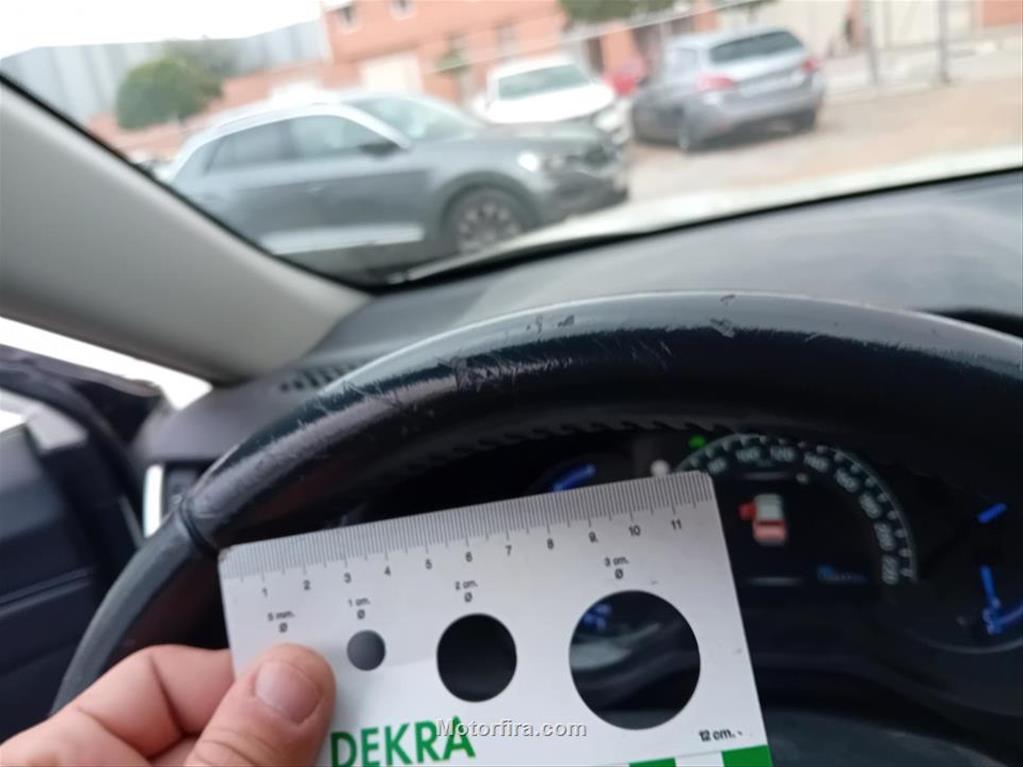 1 2 3 4 5 6 7 8 9 10 11
5 mm. 1 cm. 2 cm. 3 cm.
Ø Ø Ø Ø
DEKRA
12 cm.
Motorfira.com